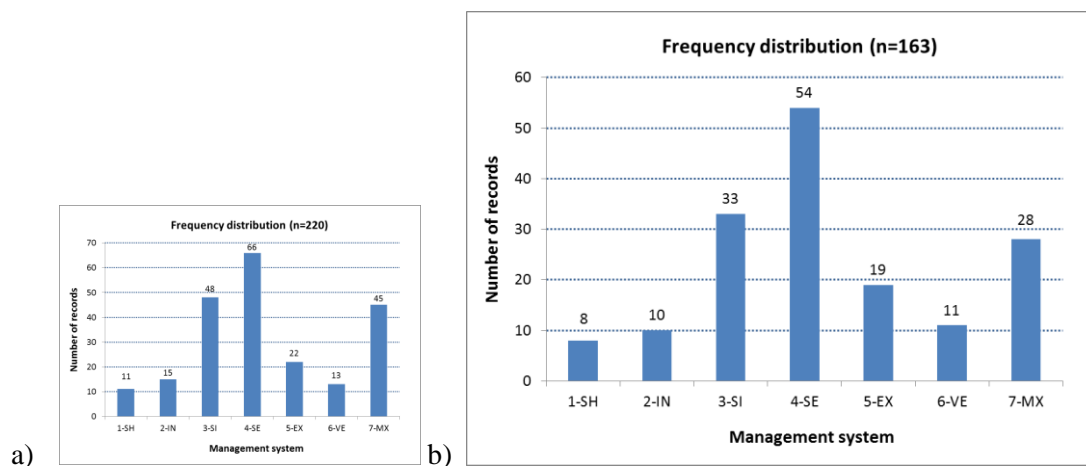 Frequency distribution (n=220)
Number of records
70
60
50
40
30
20
10
0
11
15
48
66
22
13
45
1-SH 2-IN 3-SI 4-SE 5-EX 6-VE 7-MX
Management system
a)
Frequency distribution (n=163)
Number of records
60
50
40
30
20
10
0
8
10
33
54
19
11
28
1-SH 2-IN 3-SI 4-SE 5-EX 6-VE 7-MX
Management system
b)